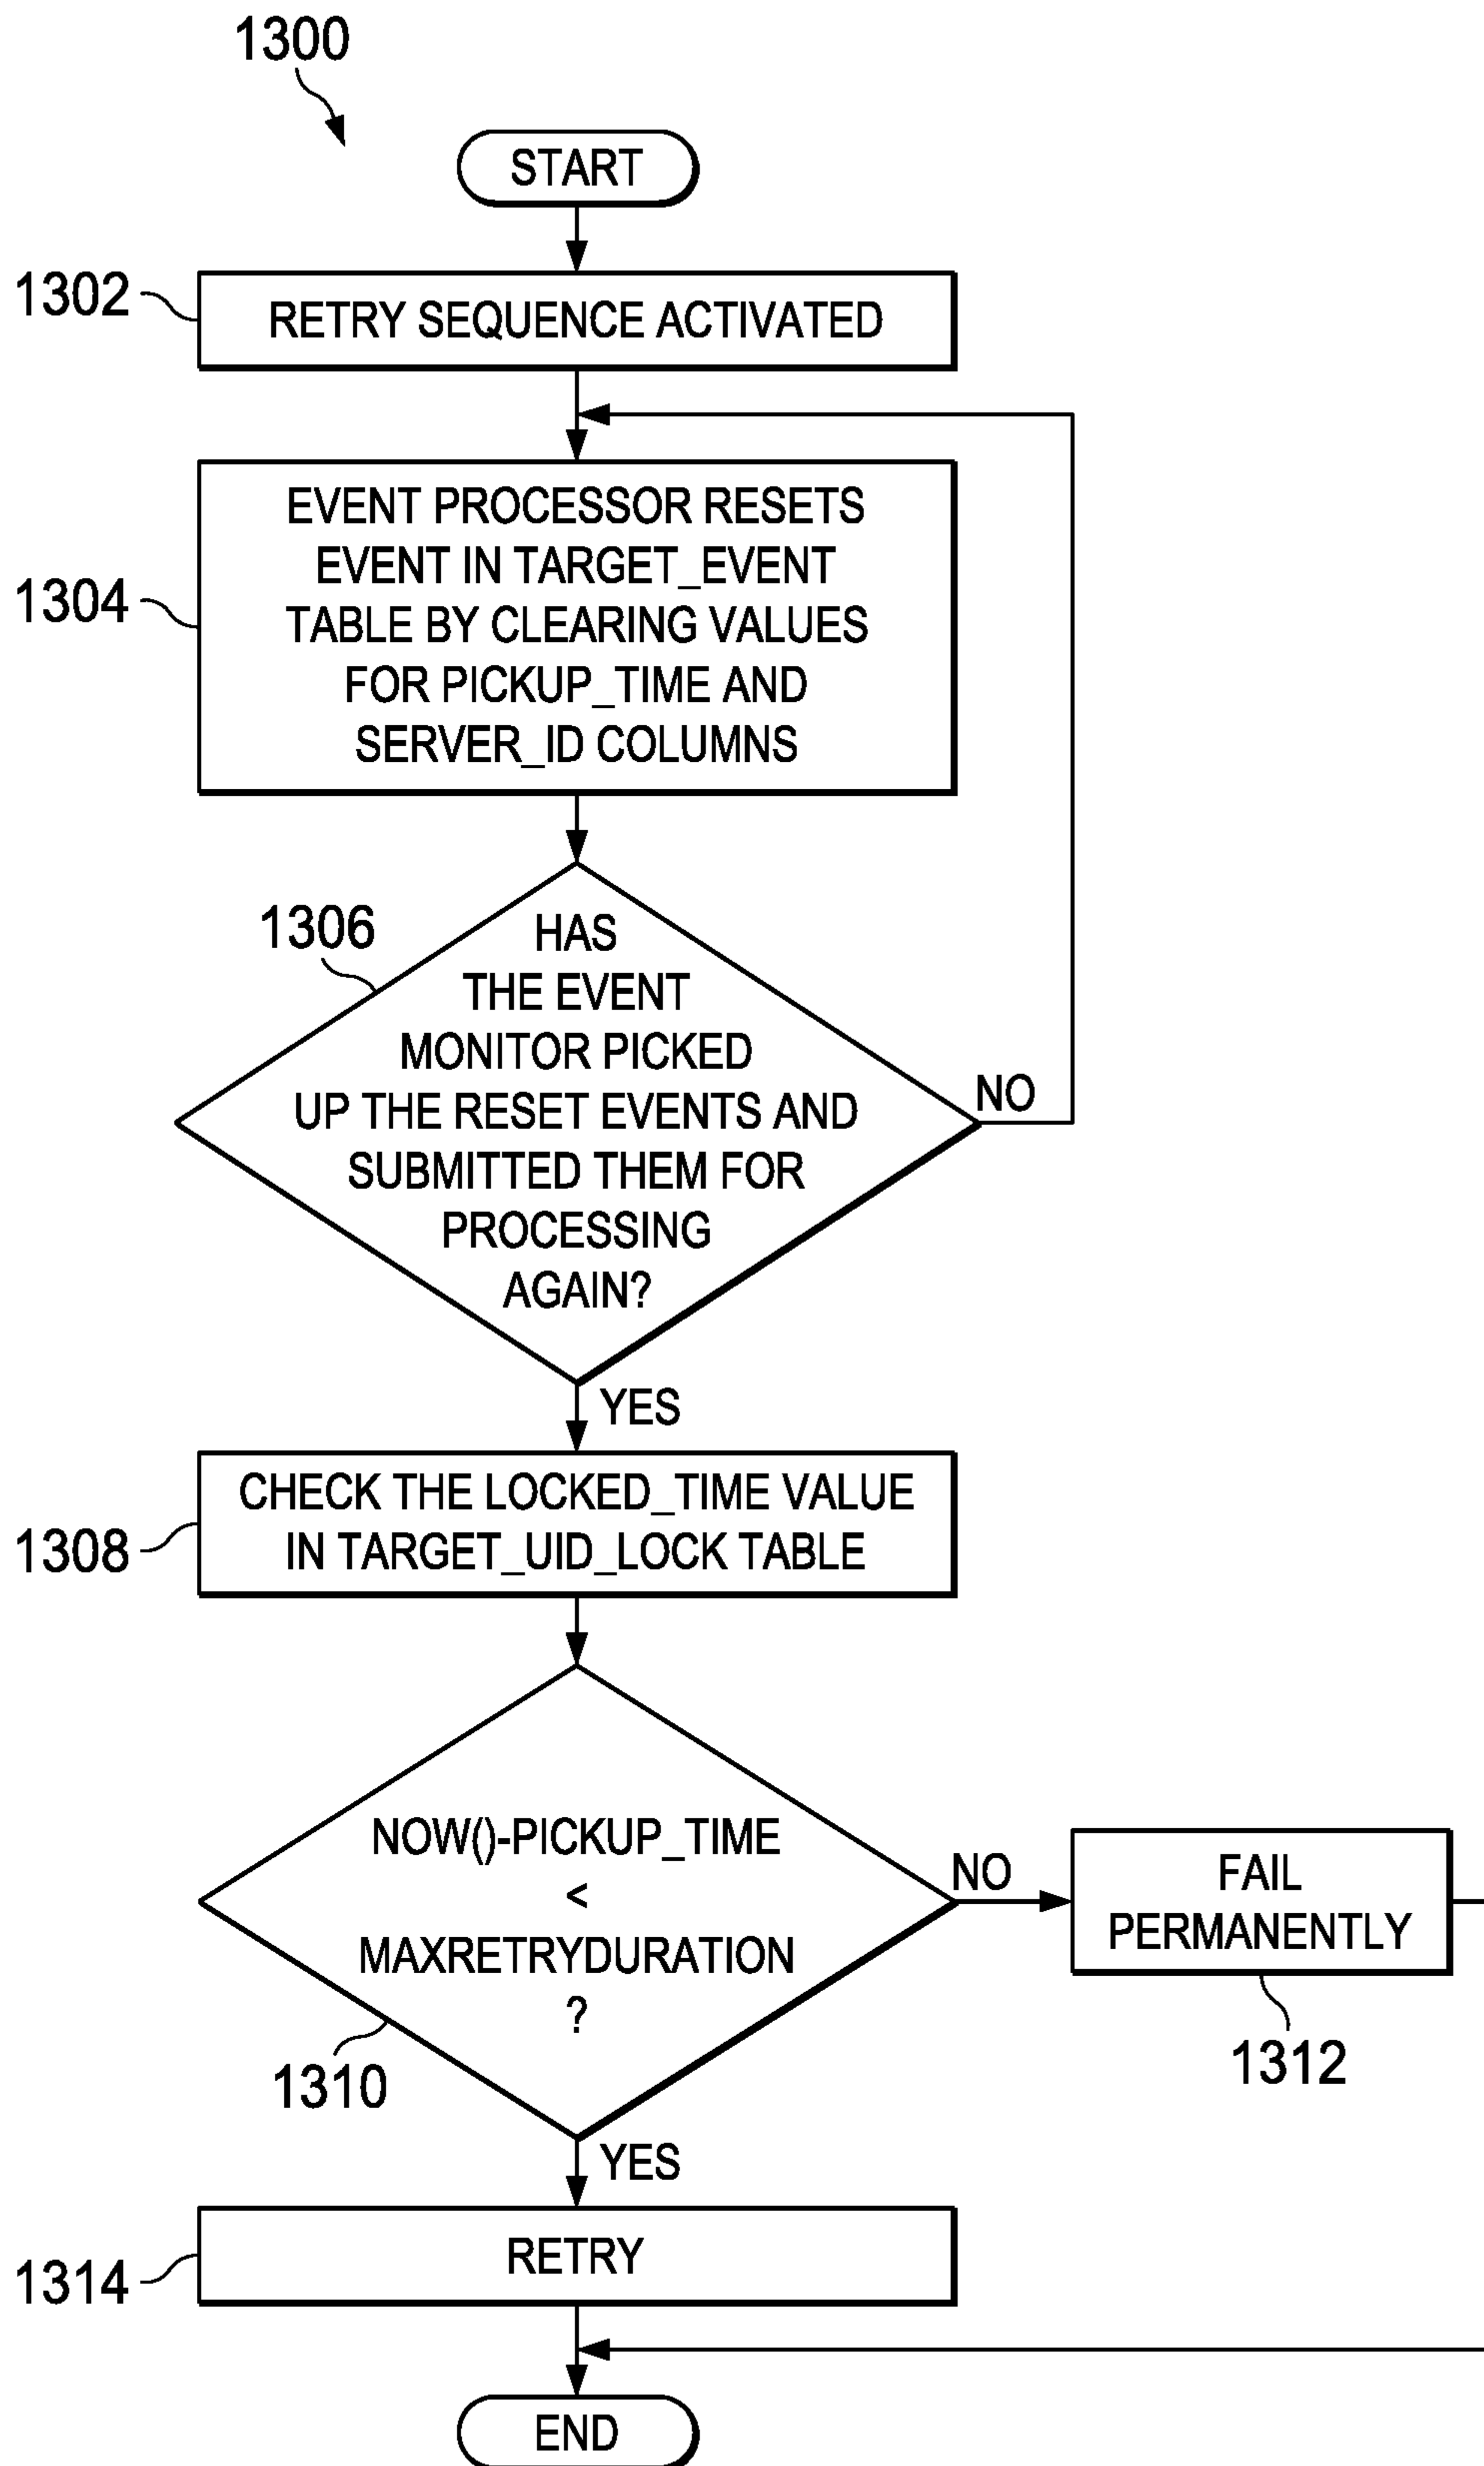 1300
START
1302
RETRY SEQUENCE ACTIVATED
1304
EVENT PROCESSOR RESETS
EVENT IN TARGET_EVENT
TABLE BY CLEARING VALUES
FOR PICKUP_TIME AND
SERVER_ID COLUMNS
1306
HAS
THE EVENT
MONITOR PICKED
UP THE RESET EVENTS AND
SUBMITTED THEM FOR
PROCESSING
AGAIN?
NO
YES
1308
CHECK THE LOCKED_TIME VALUE
IN TARGET_UID_LOCK TABLE
NOW()-PICKUP_TIME
<
MAXRETRYDURATION
?
1310
NO
FAIL
PERMANENTLY
1312
YES
1314
RETRY
END